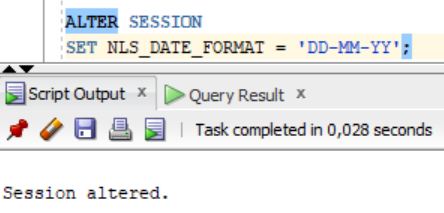 ALTER SESSION
SET NLS_DATE_FORMAT = 'DD-MM-YY';
Script Output x Query Result x
Task completed in 0,028 seconds
Session altered.